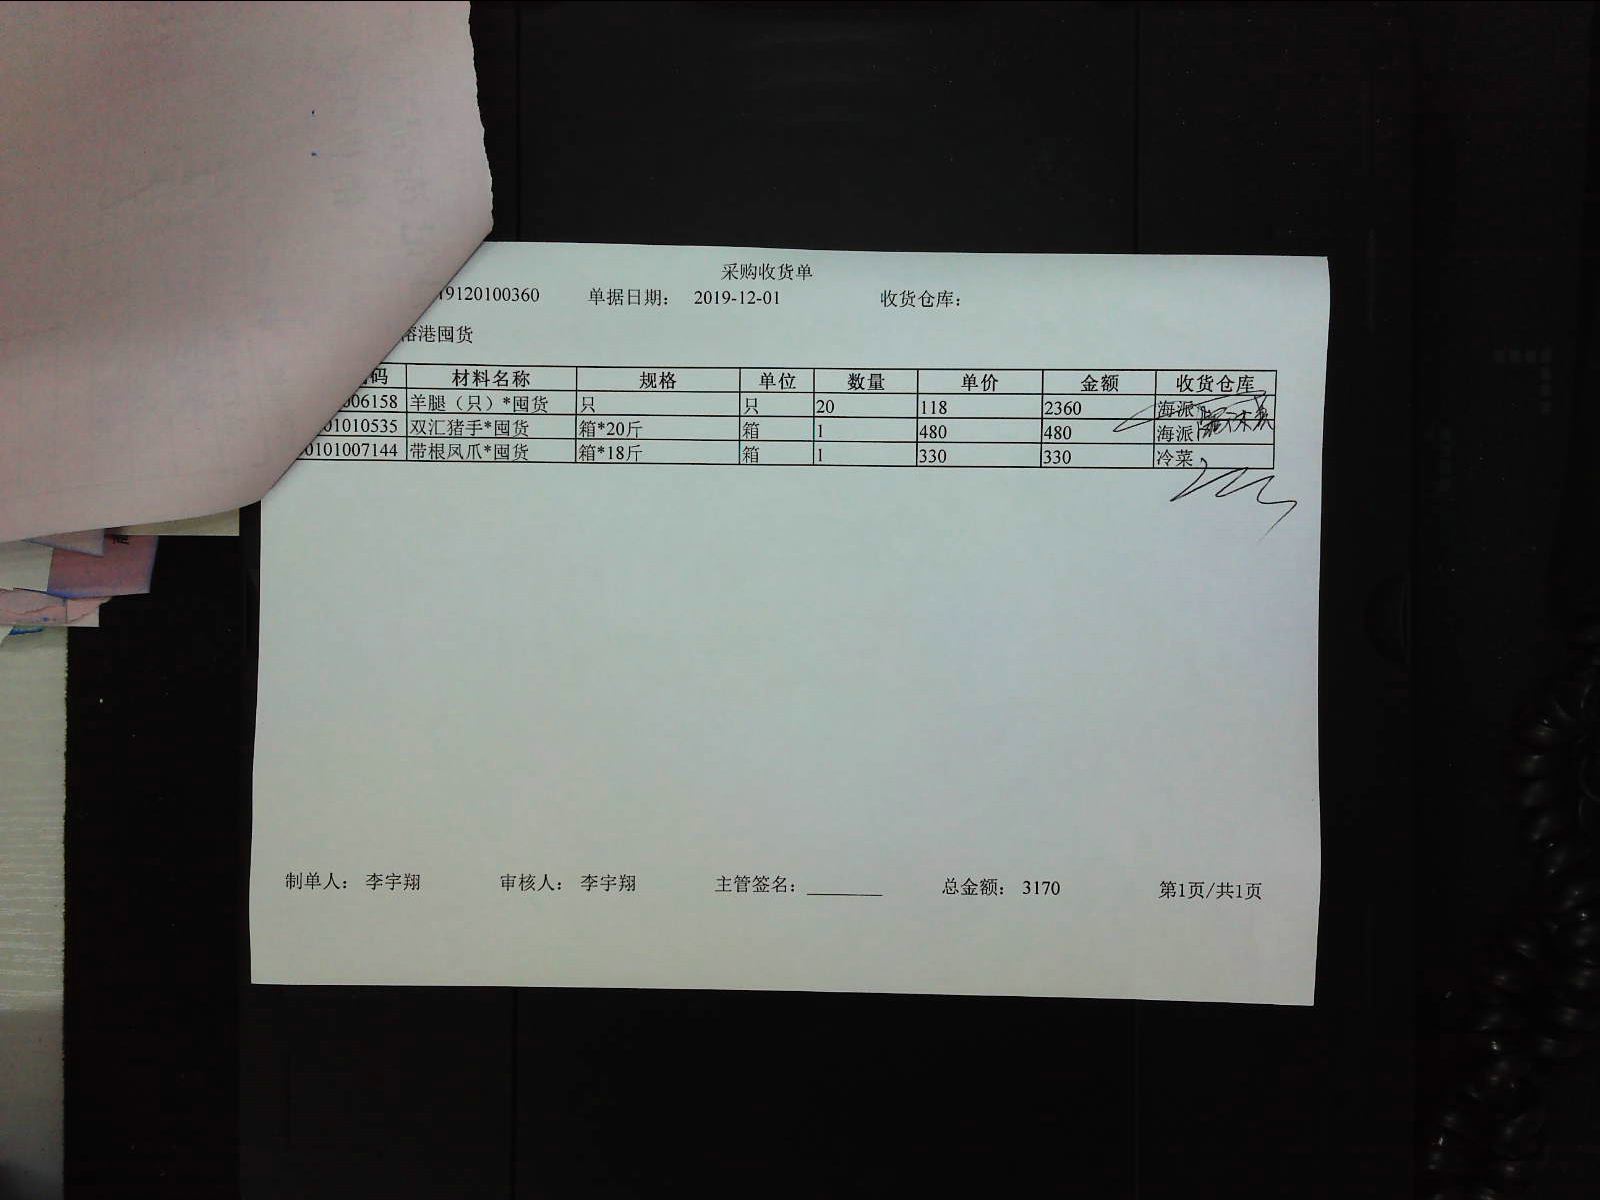 采购收货单
19120100360 单据日期： 2019-12-01 收货仓库：
港囤货
码 材料名称 规格 单位 数量 单价 金额 收货仓库
006158 羊腿（只）*囤货 只 只 20 118 2360 海派
01010535 双汇猪手*囤货 箱*20斤 箱 1 480 480 海派
0101007144 带根凤爪*囤货 箱*18斤 箱 1 330 330 冷菜
制单人： 李宇翔 审核人： 李宇翔 主管签名： 总金额： 3170 第1页/共1页